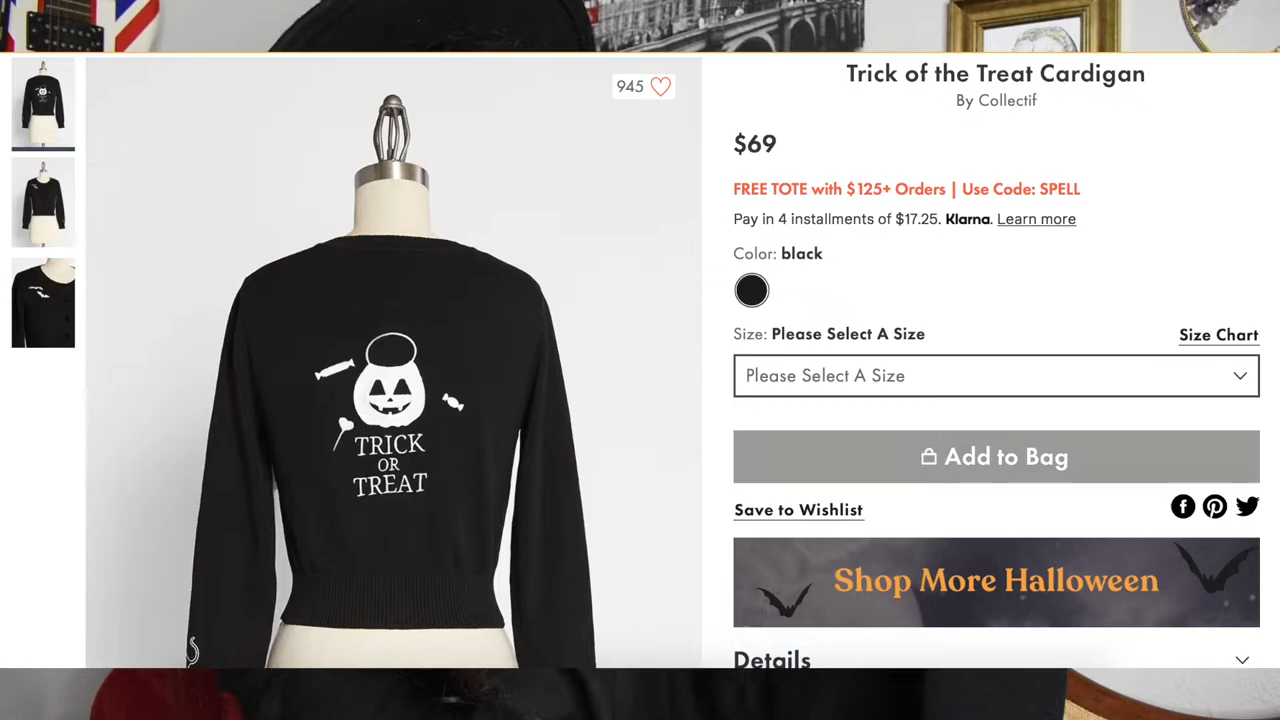 945
Trick of the Treat Cardigan
By Collectif
$69
FREE TOTE with $125+ Orders | Use Code: SPELL
Pay in 4 installments of $17.25. Klarna. Learn more
Color: black
Size: Please Select A Size
Size Chart
Please Select A Size
Add to Bag
Save to Wishlist
Shop More Halloween
Details
TRICK
OR
TREAT